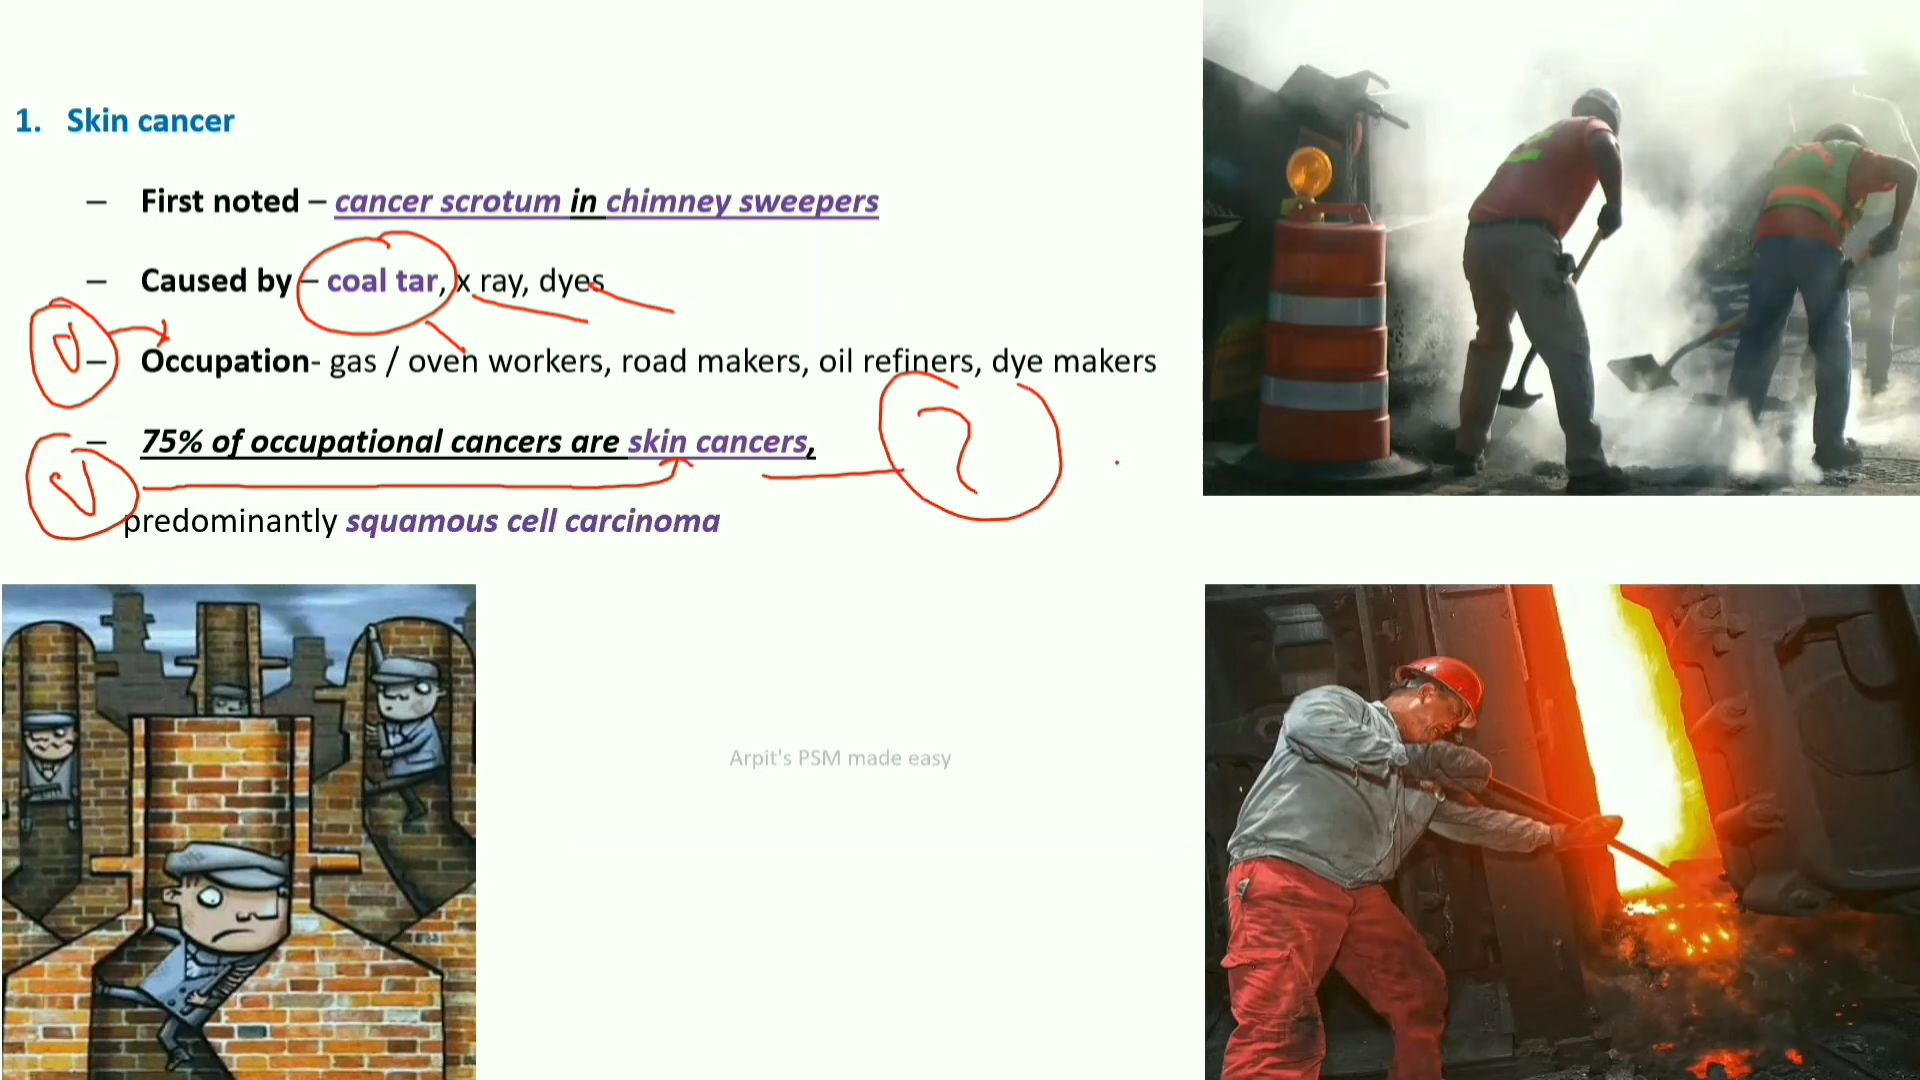 1. Skin cancer
– First noted – cancer scrotum in chimney sweepers
– Caused by – coal tar, x ray, dyes
– Occupation- gas / oven workers, road makers, oil refiners, dye makers
– 75% of occupational cancers are skin cancers,
predominantly squamous cell carcinoma
?
Arpit's PSM made easy